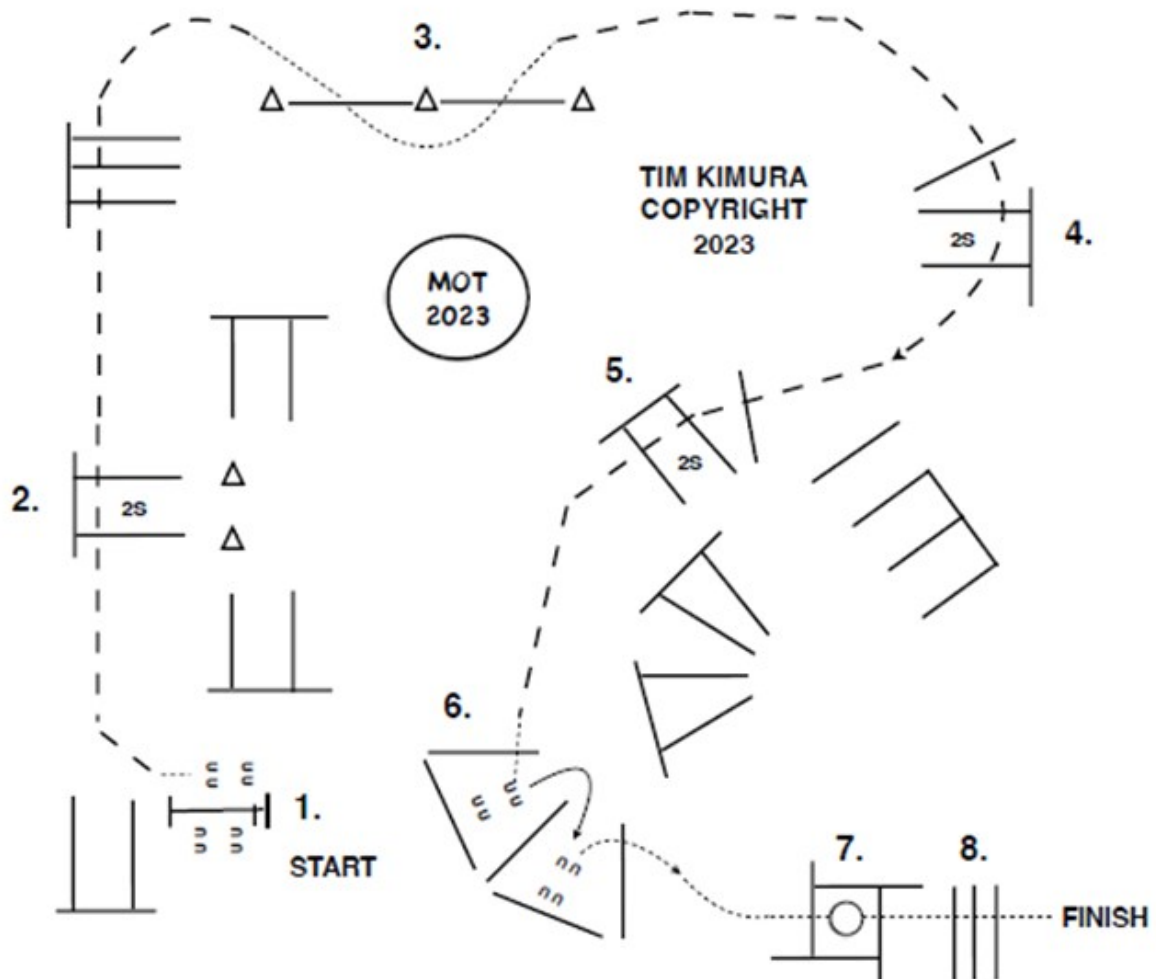 3.
TIM KIMURA
COPYRIGHT
2023
2S
4.
MOT
2023
5.
2S
2.
2S
6.
1.
START
7.
8.
FINISH